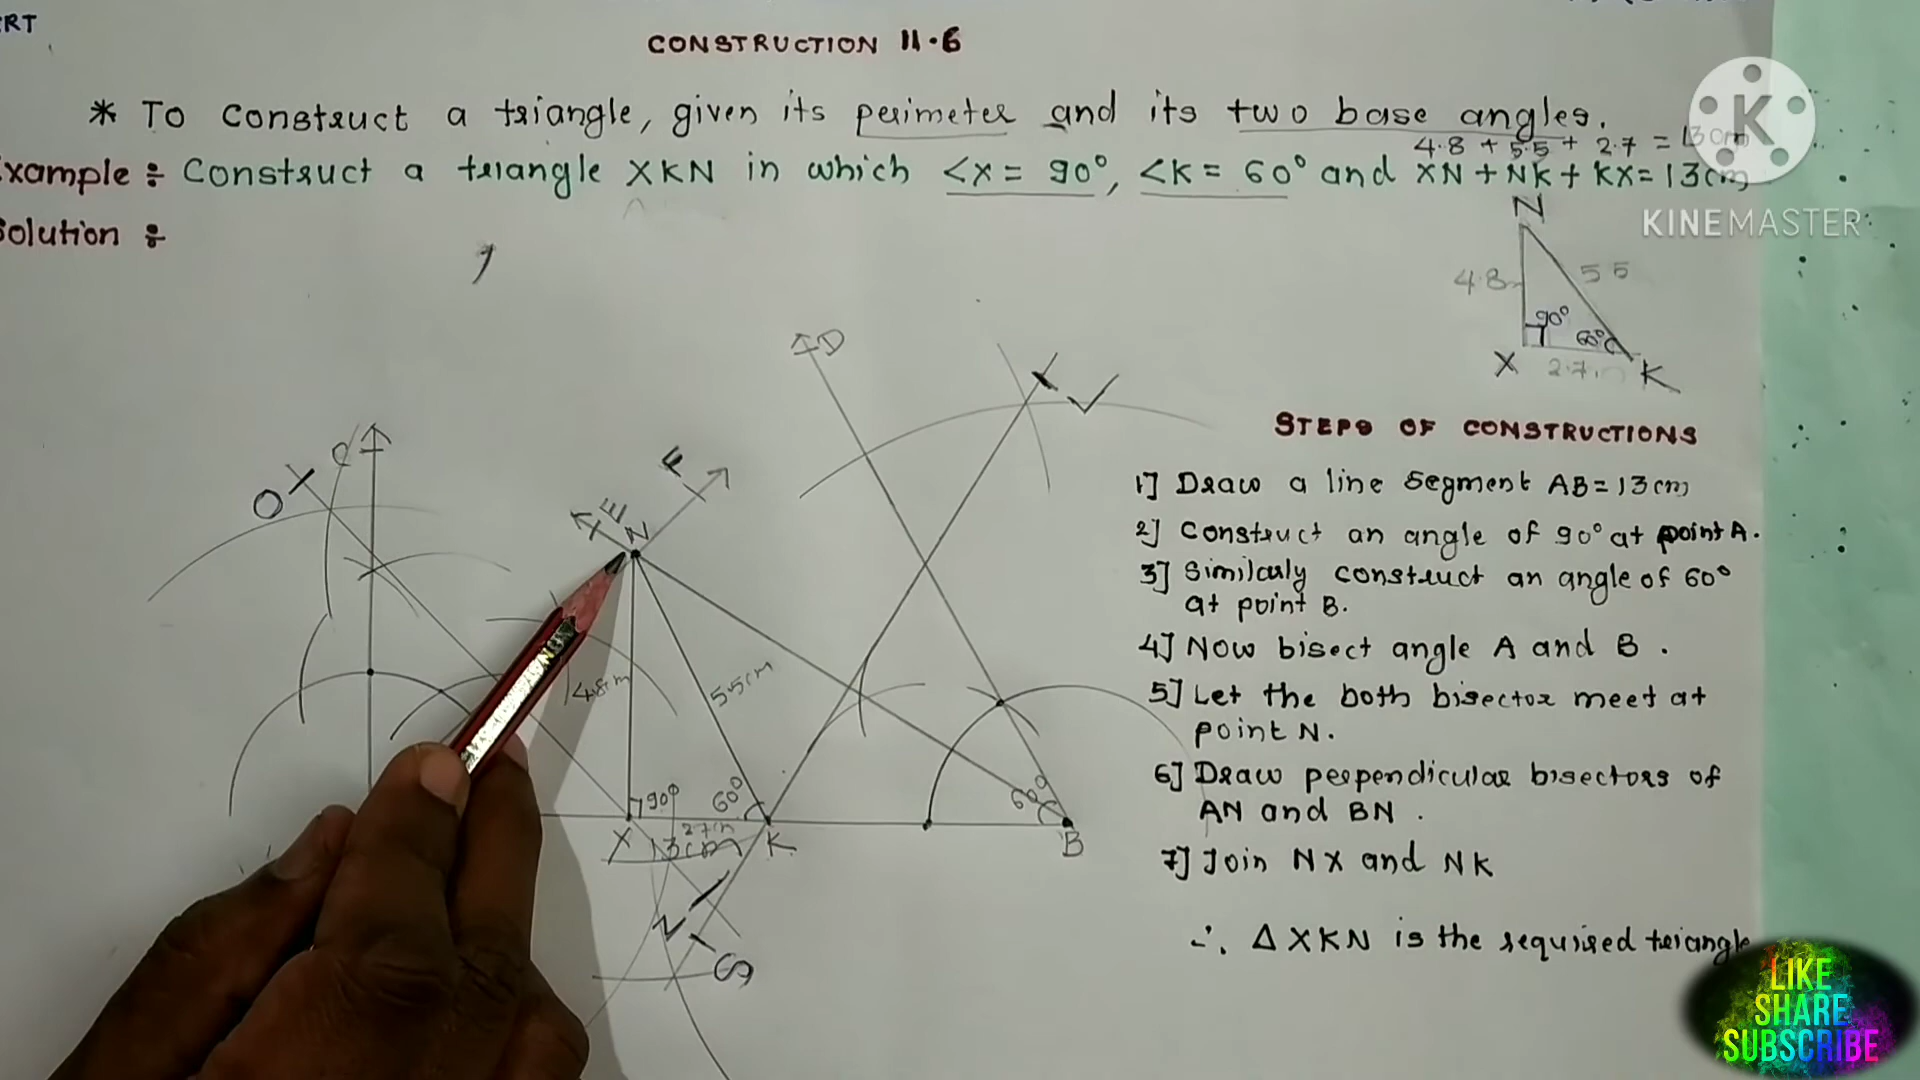 CONSTRUCTION 11.6
* To Construct a triangle, given its perimeter and its two base angles.
4.8 + 5.5 + 2.7 = 13cm
Example ÷ Construct a triangle XKN in which <X = 90°, <K = 60° and XN+NK+KX=13cm
Solution ÷
K
KINEMASTER
N
4.8
5 5
90°
60°
X
2.7
K
D
C
O
F
E
N
4.8cm
5.5cm
90°
60°
60°
X
2.7cm
13cm
K
B
Z
S
STEPS OF CONSTRUCTIONS
1] Draw a line segment AB=13cm
2] Construct an angle of 90° at point A.
3] Similarly construct an angle of 60°
at point B.
4] Now bisect angle A and B.
5] Let the both bisector meet at
point N.
6] Draw perpendicular bisectors of
AN and BN.
7] Join NX and NK
∴ Δ XKN is the required triangle
LIKE
SHARE
SUBSCRIBE